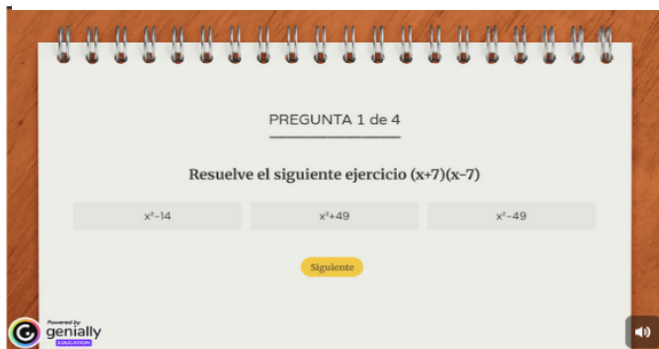 PREGUNTA 1 de 4
Resuelve el siguiente ejercicio (x+7)(x-7)
x²-14
x²+49
x²-49
Siguiente
Powered by
genially
EDUCATION